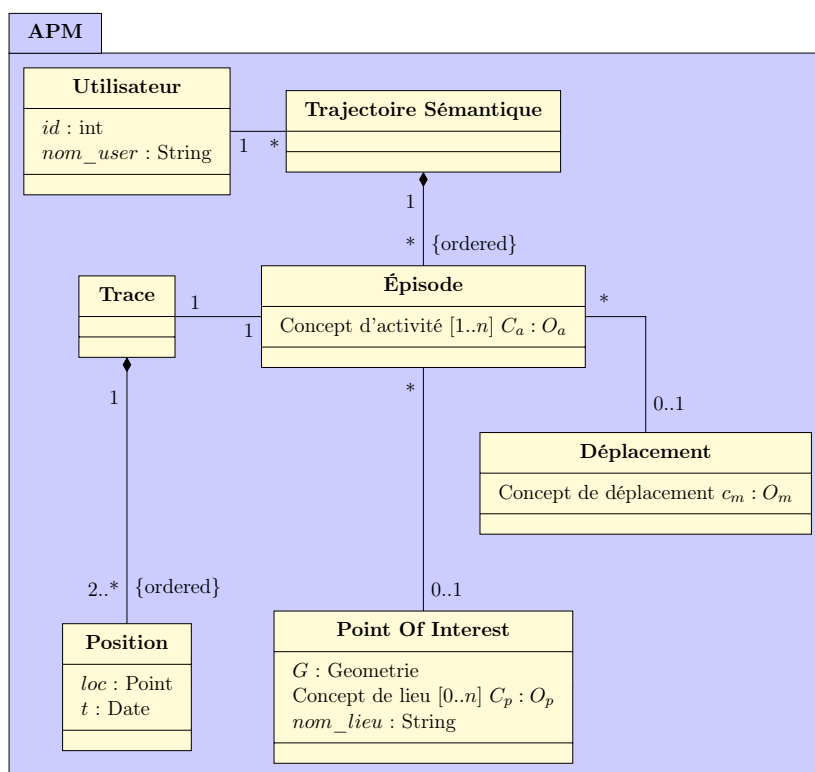 APM
Utilisateur
id : int
nom_user : String
1
*
Trajectoire Sémantique
1
* {ordered}
Trace
1
1
Épisode
Concept d'activité [1..n] C_a : O_a
*
0..1
Déplacement
Concept de déplacement c_m : O_m
1
2..* {ordered}
Position
loc : Point
t : Date
*
0..1
Point Of Interest
G : Geometrie
Concept de lieu [0..n] C_p : O_p
nom_lieu : String